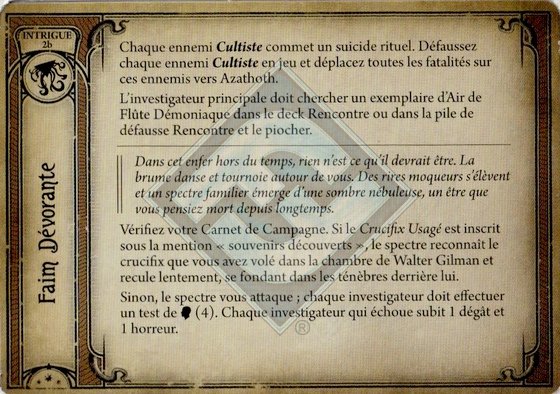 INTRIGUE
2b
Faim Dévorante
Chaque ennemi Cultiste commet un suicide rituel. Défaussez
chaque ennemi Cultiste en jeu et déplacez toutes les fatalités sur
ces ennemis vers Azathoth.
L'investigateur principale doit chercher un exemplaire d'Air de
Flûte Démoniaque dans le deck Rencontre ou dans la pile de
défausse Rencontre et le piocher.
Dans cet enfer hors du temps, rien n'est ce qu'il devrait être. La
brume danse et tournoie autour de vous. Des rires moqueurs s'élèvent
et un spectre familier émerge d'une sombre nébuleuse, un être que
vous pensiez mort depuis longtemps.
Vérifiez votre Carnet de Campagne. Si le Crucifix Usagé est inscrit
sous la mention « souvenirs découverts », le spectre reconnaît le
crucifix que vous avez volé dans la chambre de Walter Gilman et
recule lentement, se fondant dans les ténèbres derrière lui.
Sinon, le spectre vous attaque ; chaque investigateur doit effectuer
un test de (4). Chaque investigateur qui échoue subit 1 dégât et
1 horreur.